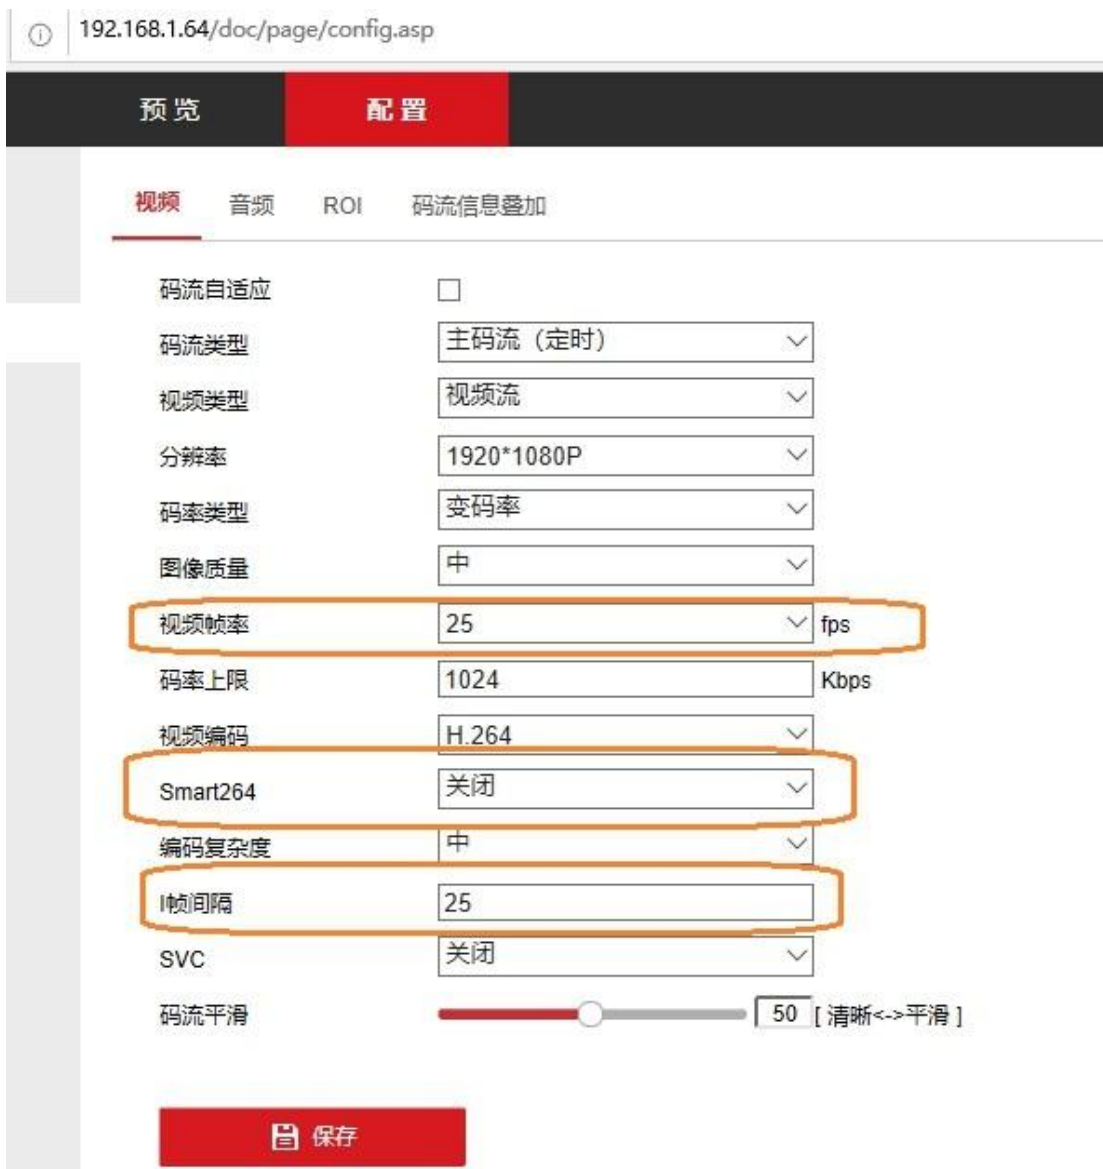 192.168.1.64/doc/page/config.asp
预览 配置
视频 音频 ROI 码流信息叠加
码流自适应
码流类型 主码流（定时）
视频类型 视频流
分辨率 1920*1080P
码率类型 变码率
图像质量 中
视频帧率 25 fps
码率上限 1024 Kbps
视频编码 H.264
Smart264 关闭
编码复杂度 中
I帧间隔 25
SVC 关闭
码流平滑 50 [ 清晰<->平滑 ]
保存